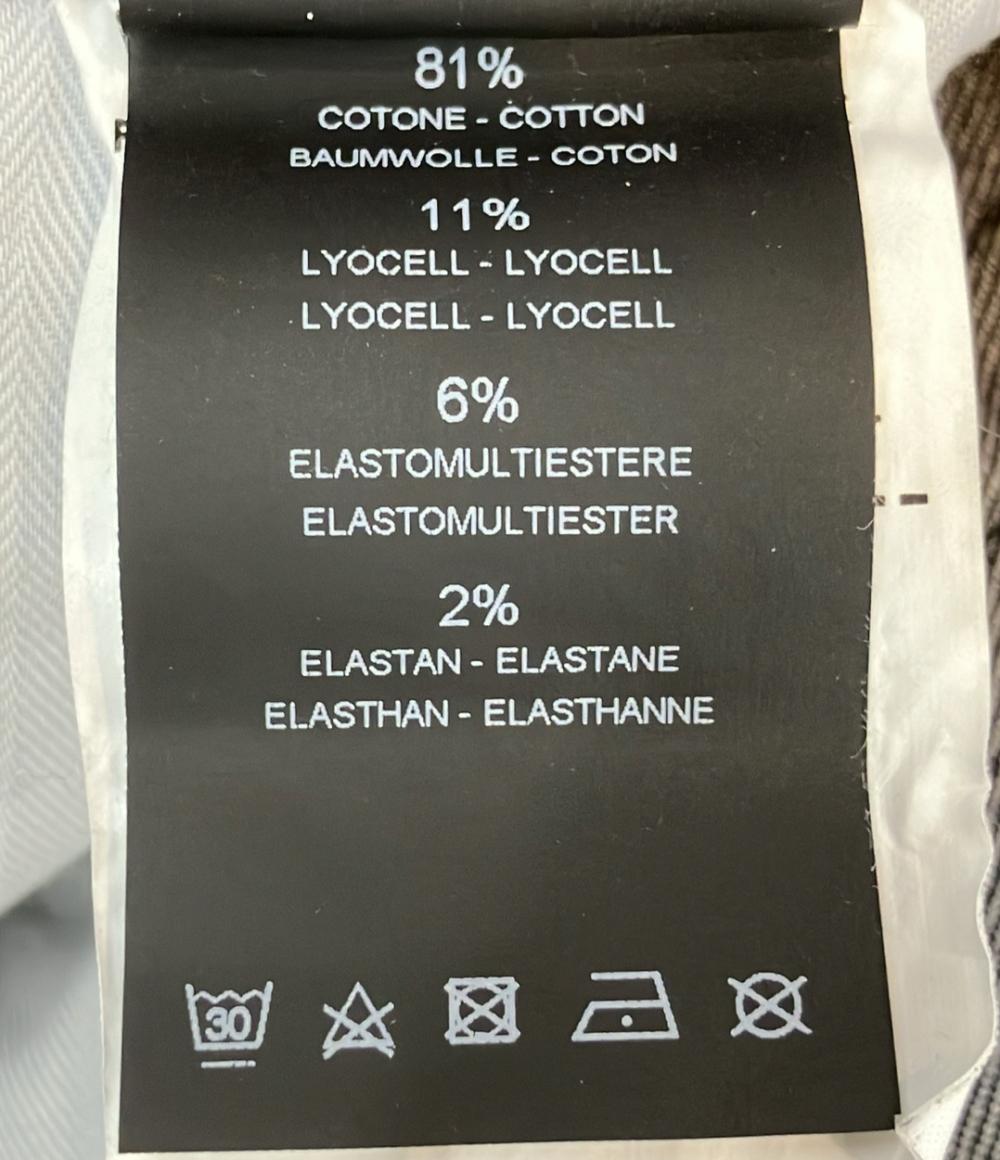 81%
COTONE - COTTON
BAUMWOLLE - COTON
11%
LYOCELL - LYOCELL
LYOCELL - LYOCELL
6%
ELASTOMULTIESTERE
ELASTOMULTIESTER
2%
ELASTAN - ELASTANE
ELASTHAN - ELASTHANNE
30